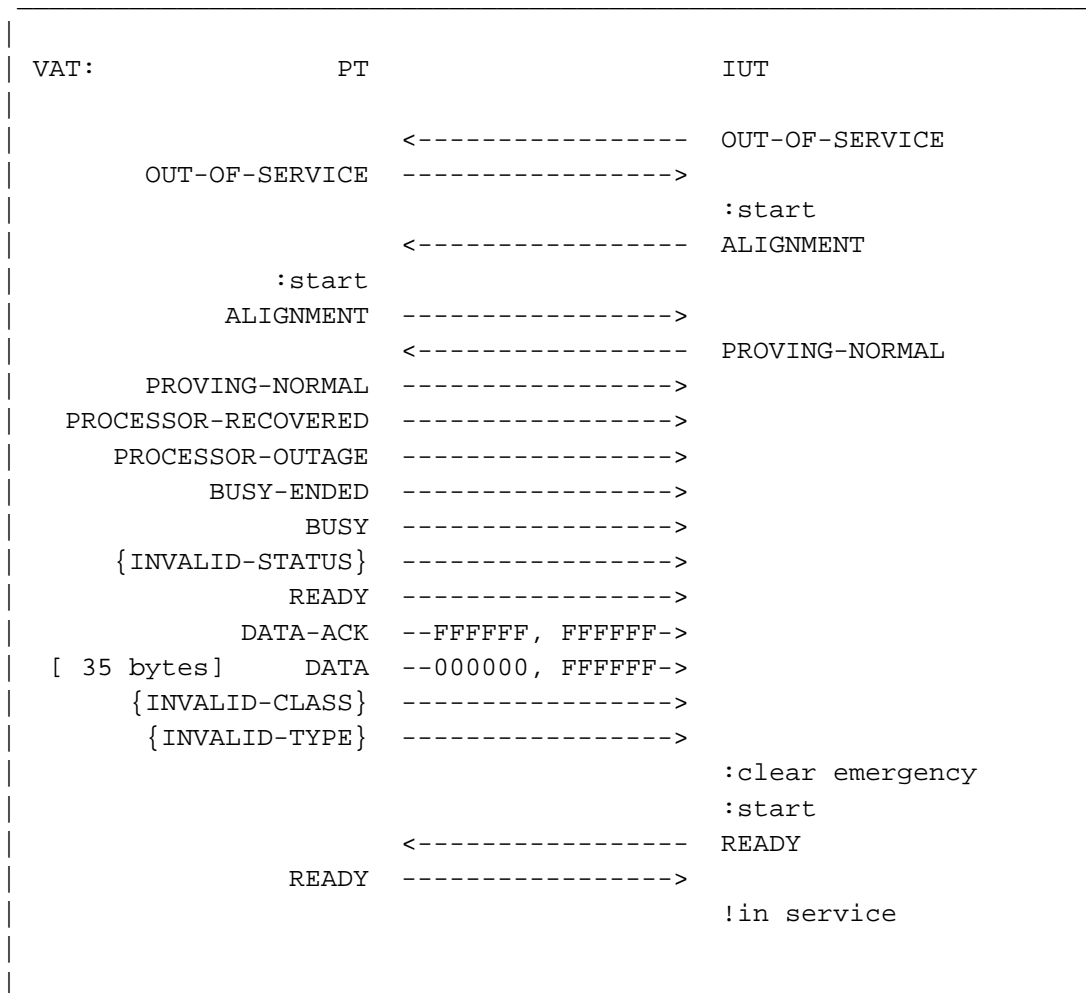 VAT: PT IUT
<----------------- OUT-OF-SERVICE
OUT-OF-SERVICE ----------------->
:start
<----------------- ALIGNMENT
:start
ALIGNMENT ----------------->
<----------------- PROVING-NORMAL
PROVING-NORMAL ----------------->
PROCESSOR-RECOVERED ----------------->
PROCESSOR-OUTAGE ----------------->
BUSY-ENDED ----------------->
BUSY ----------------->
{INVALID-STATUS} ----------------->
READY ----------------->
DATA-ACK --FFFFFF, FFFFFF->
[ 35 bytes] DATA --000000, FFFFFF->
{INVALID-CLASS} ----------------->
{INVALID-TYPE} ----------------->
:clear emergency
:start
<----------------- READY
READY ----------------->
!in service